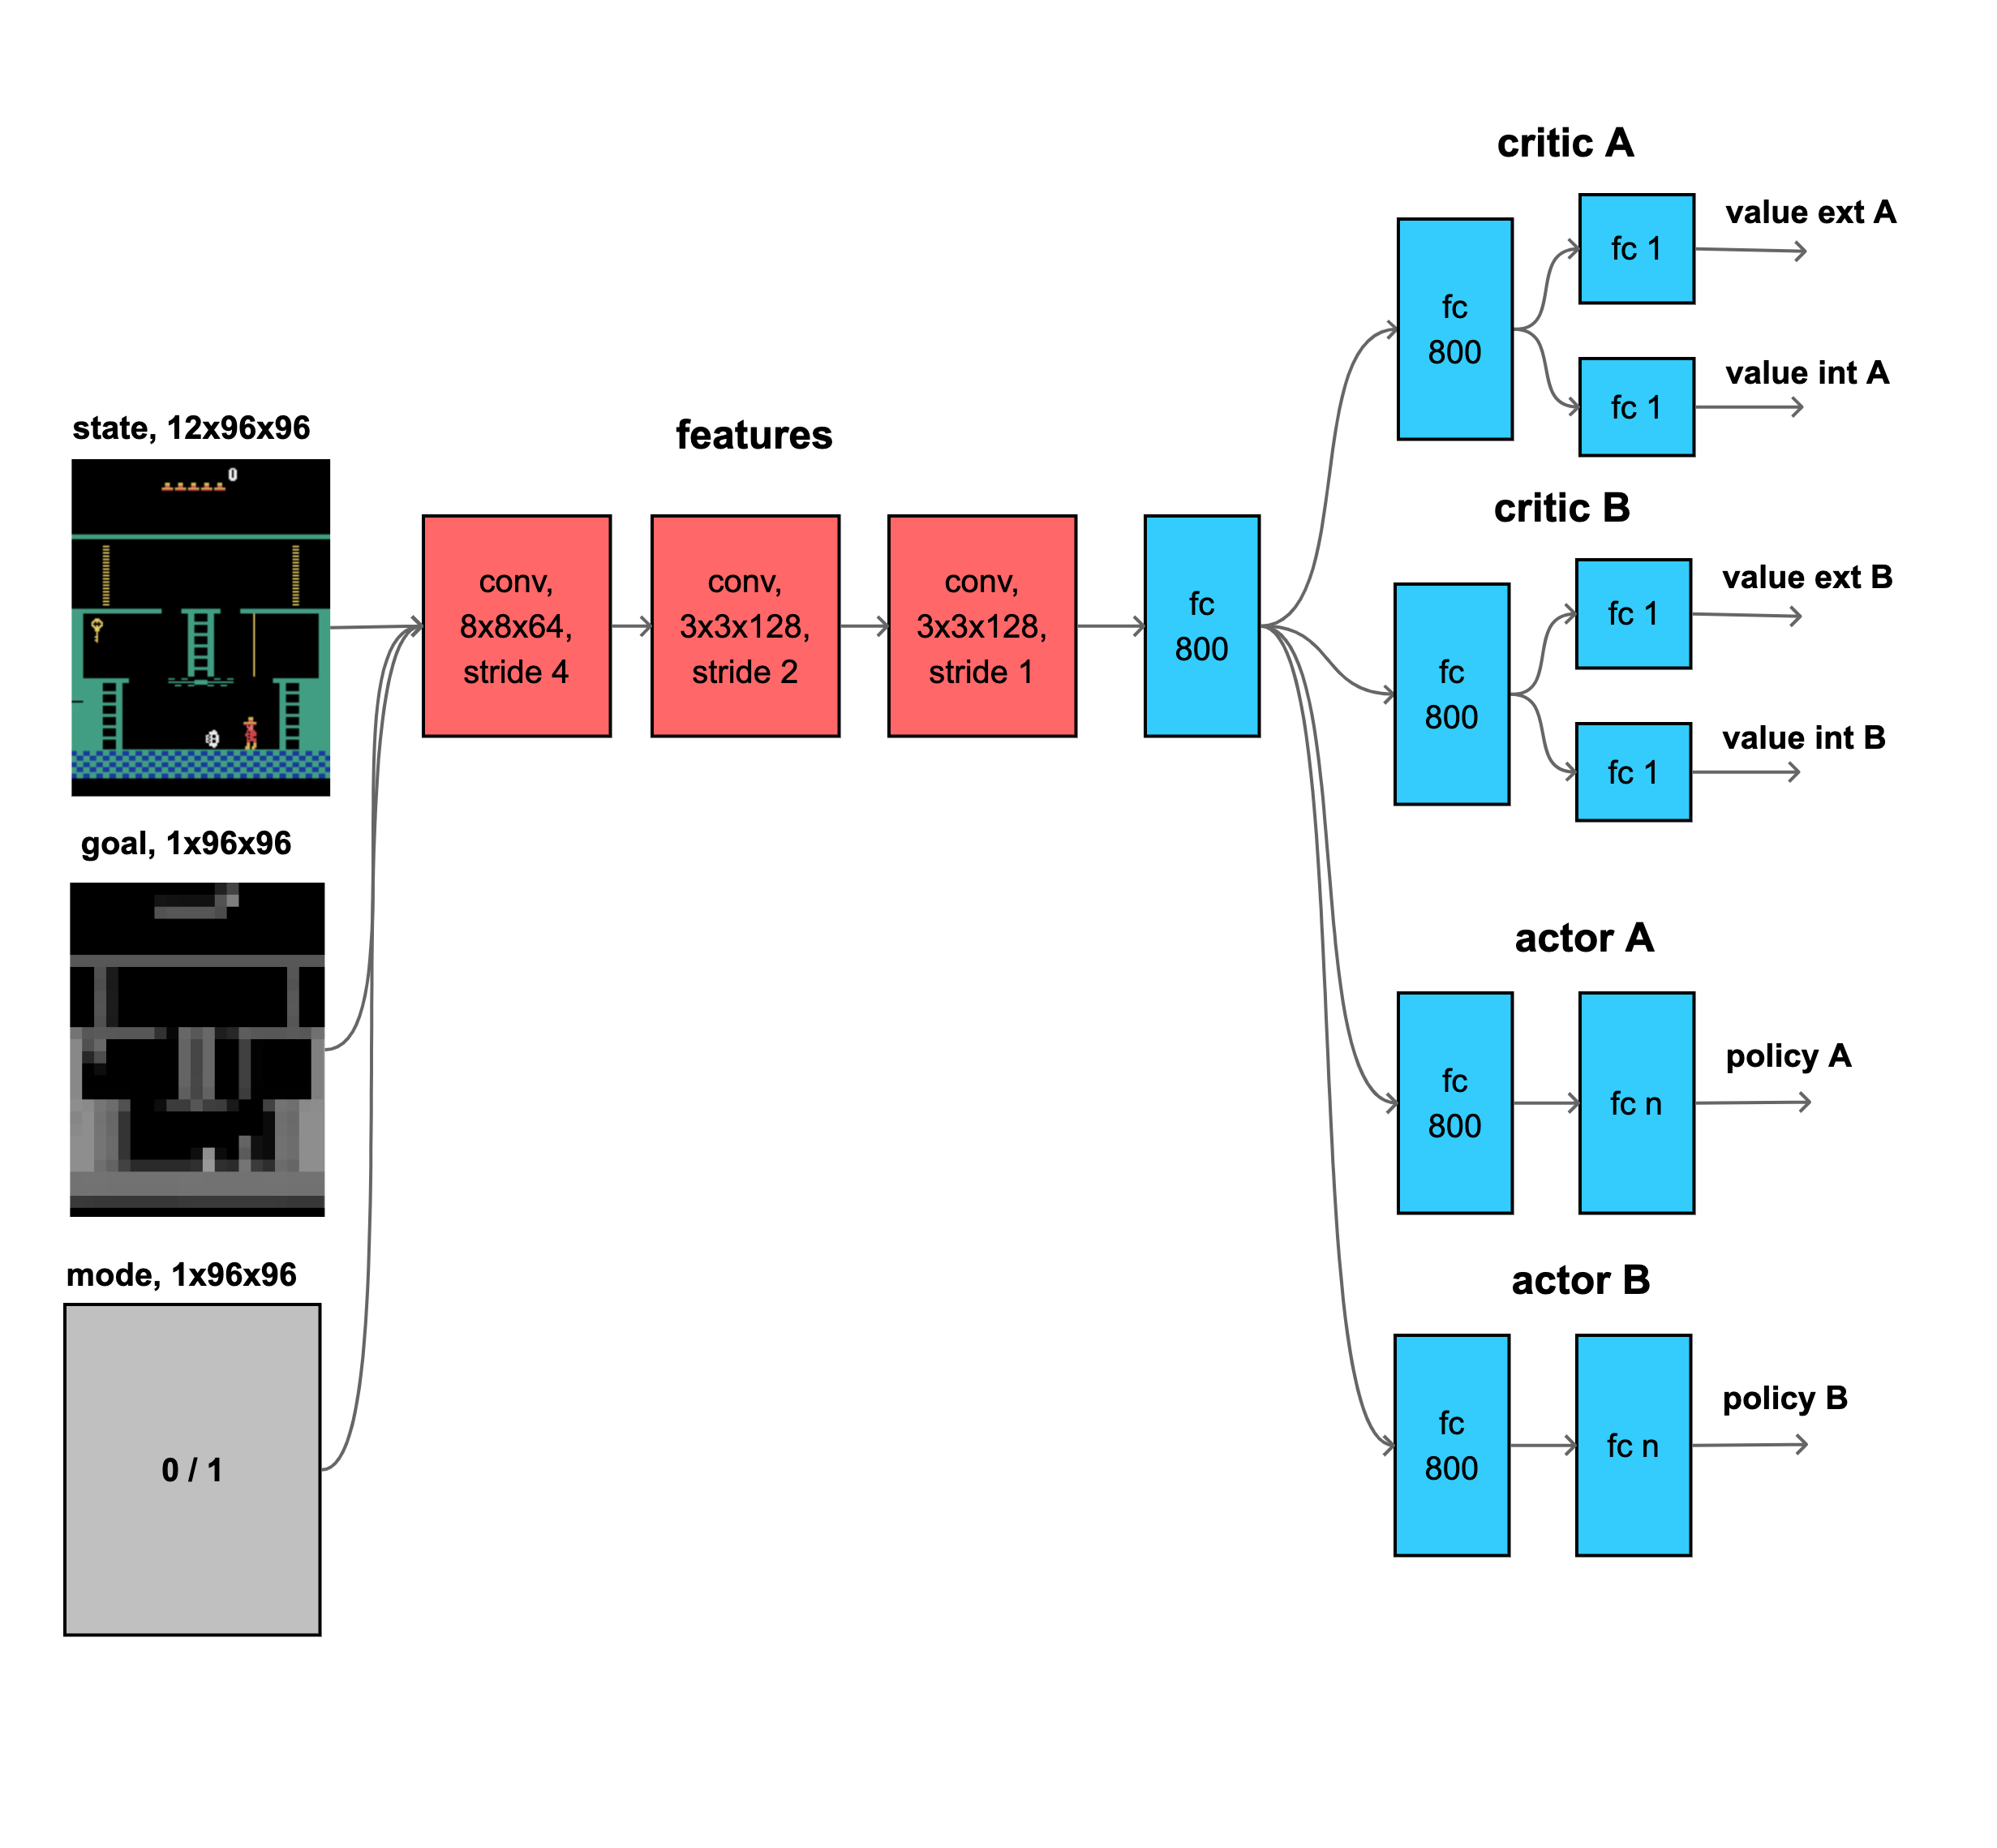 state, 12x96x96
0
goal, 1x96x96
mode, 1x96x96
0 / 1
features
conv,
8x8x64,
stride 4
conv,
3x3x128,
stride 2
conv,
3x3x128,
stride 1
fc
800
critic A
fc
800
fc 1
value ext A
fc 1
value int A
critic B
fc
800
fc 1
value ext B
fc 1
value int B
actor A
fc
800
fc n
policy A
actor B
fc
800
fc n
policy B